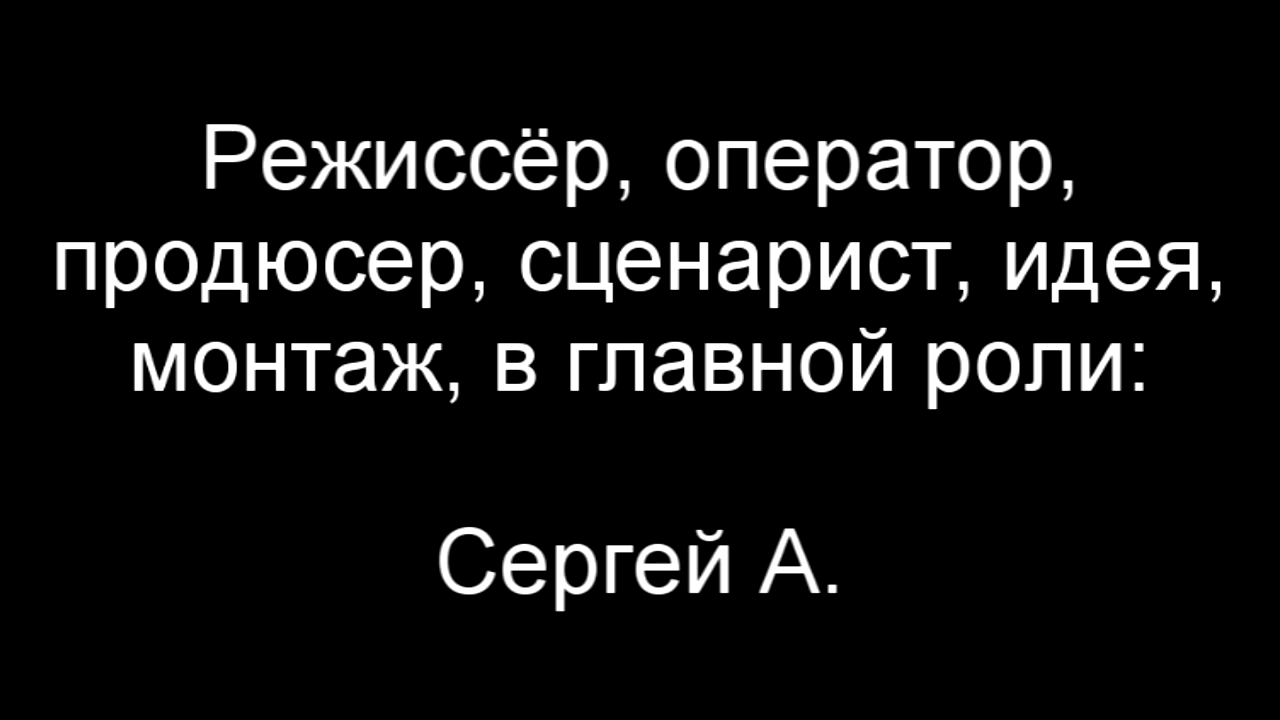 Режиссёр, оператор,
продюсер, сценарист, идея,
монтаж, в главной роли:
Сергей А.